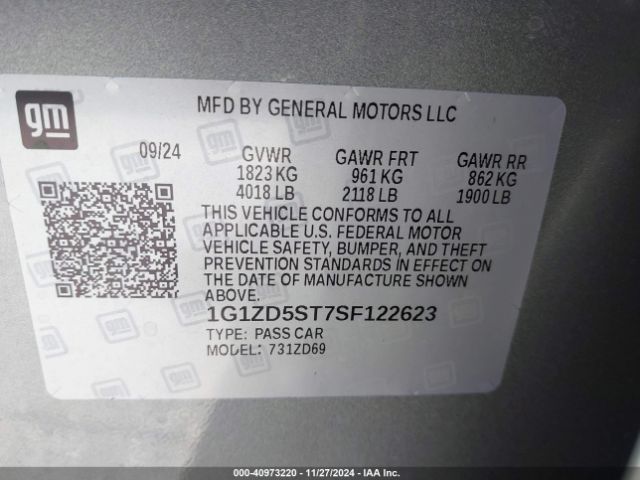 gm
MFD BY GENERAL MOTORS LLC
09/24 GVWR GAWR FRT GAWR RR
1823 KG 961 KG 862 KG
4018 LB 2118 LB 1900 LB
THIS VEHICLE CONFORMS TO ALL
APPLICABLE U.S. FEDERAL MOTOR
VEHICLE SAFETY, BUMPER, AND THEFT
PREVENTION STANDARDS IN EFFECT ON
THE DATE OF MANUFACTURE SHOWN
ABOVE.
1G1ZD5ST7SF122623
TYPE: PASS CAR
MODEL: 731ZD69
000-40973220 - 11/27/2024 - IAA Inc.